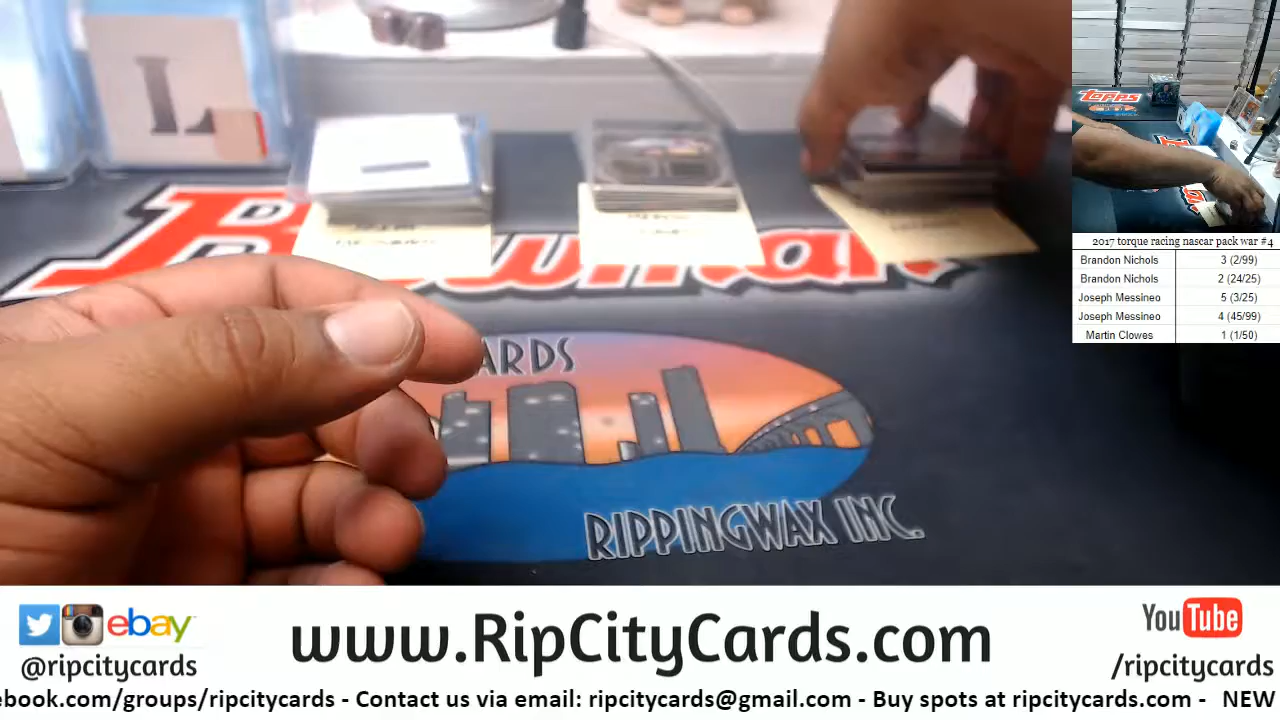 L
D
Bowman
TOPPS
2017 torque racing nascar pack war #4
Brandon Nichols 3 (2/99)
Brandon Nichols 2 (24/25)
Joseph Messineo 5 (3/25)
Joseph Messineo 4 (45/99)
Martin Clowes 1 (1/50)
ARDS
RIPPINGWAX INC.
ebay
www.RipCityCards.com
YouTube
@ripcitycards
/ripcitycards
ebook.com/groups/ripcitycards - Contact us via email: ripcitycards@gmail.com - Buy spots at ripcitycards.com - NEW